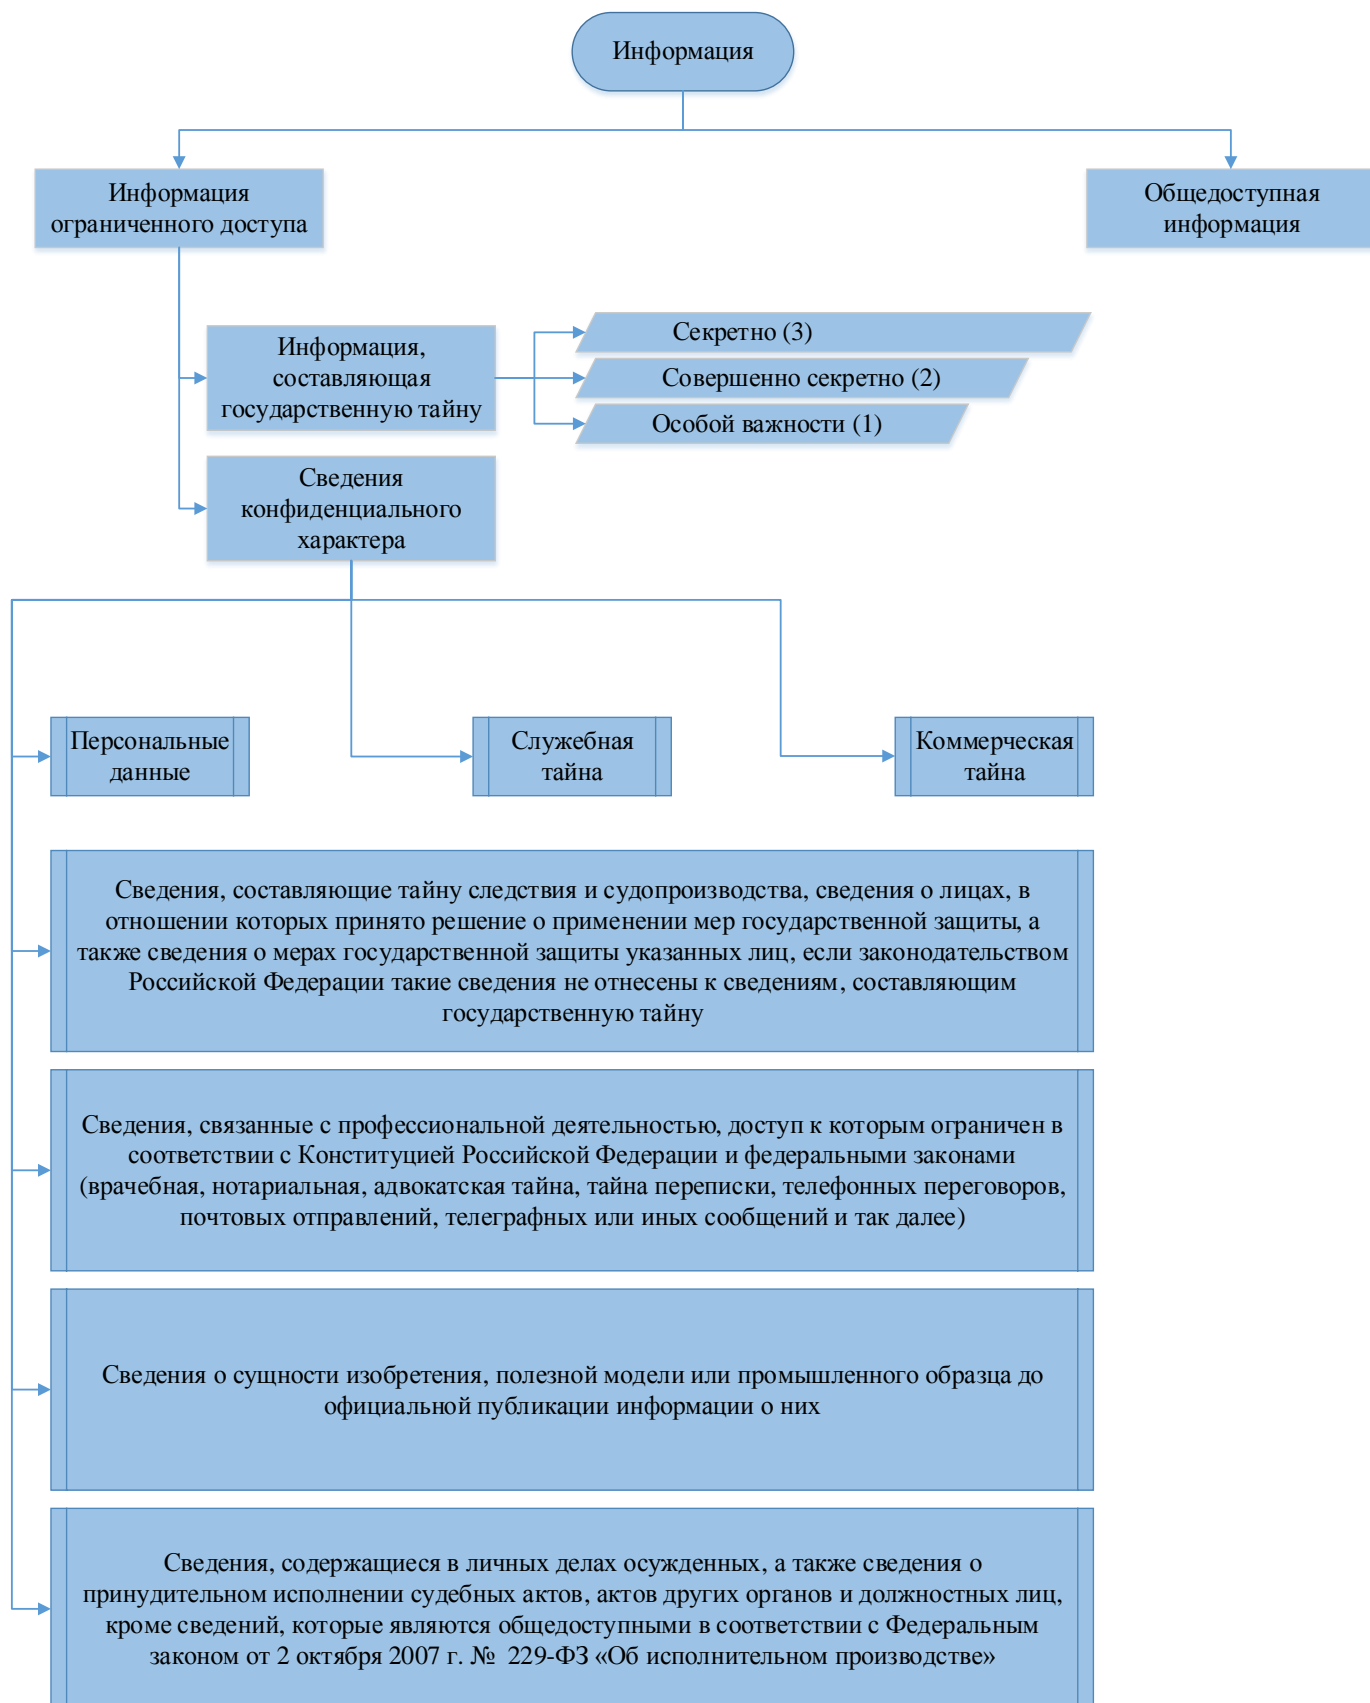 Информация
Информация
ограниченного доступа
Общедоступная
информация
Информация,
составляющая
государственную тайну
Секретно (3)
Совершенно секретно (2)
Особой важности (1)
Сведения
конфиденциального
характера
Персональные
данные
Служебная
тайна
Коммерческая
тайна
Сведения, составляющие тайну следствия и судопроизводства, сведения о лицах, в
отношении которых принято решение о применении мер государственной защиты, а
также сведения о мерах государственной защиты указанных лиц, если законодательством
Российской Федерации такие сведения не отнесены к сведениям, составляющим
государственную тайну
Сведения, связанные с профессиональной деятельностью, доступ к которым ограничен в
соответствии с Конституцией Российской Федерации и федеральными законами
(врачебная, нотариальная, адвокатская тайна, тайна переписки, телефонных переговоров,
почтовых отправлений, телеграфных или иных сообщений и так далее)
Сведения о сущности изобретения, полезной модели или промышленного образца до
официальной публикации информации о них
Сведения, содержащиеся в личных делах осужденных, а также сведения о
принудительном исполнении судебных актов, актов других органов и должностных лиц,
кроме сведений, которые являются общедоступными в соответствии с Федеральным
законом от 2 октября 2007 г. № 229-ФЗ «Об исполнительном производстве»